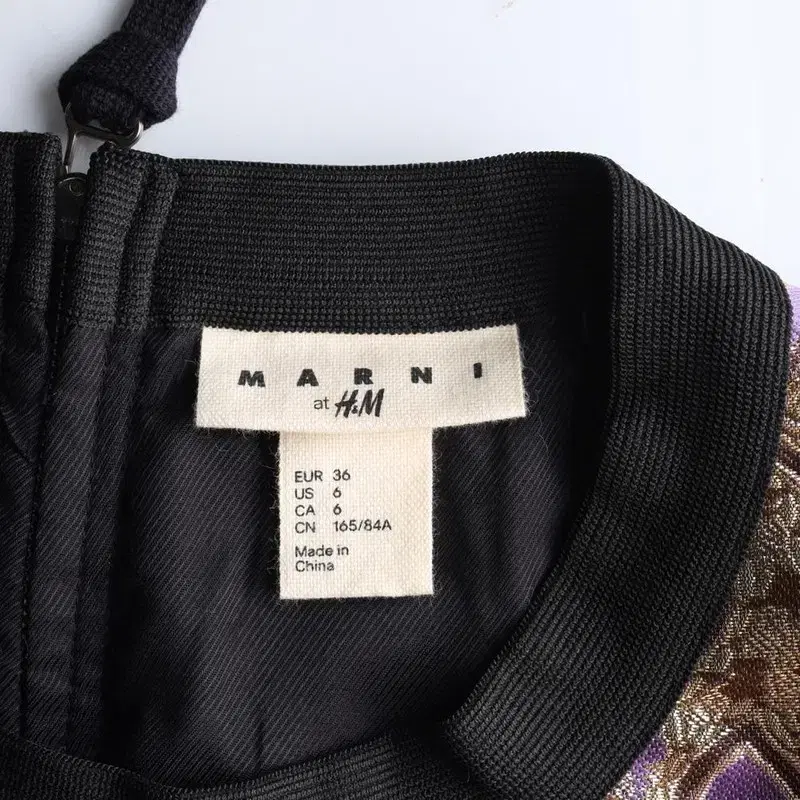 MARNI
at H&M
EUR 36
US 6
CA 6
CN 165/84A
Made in
China